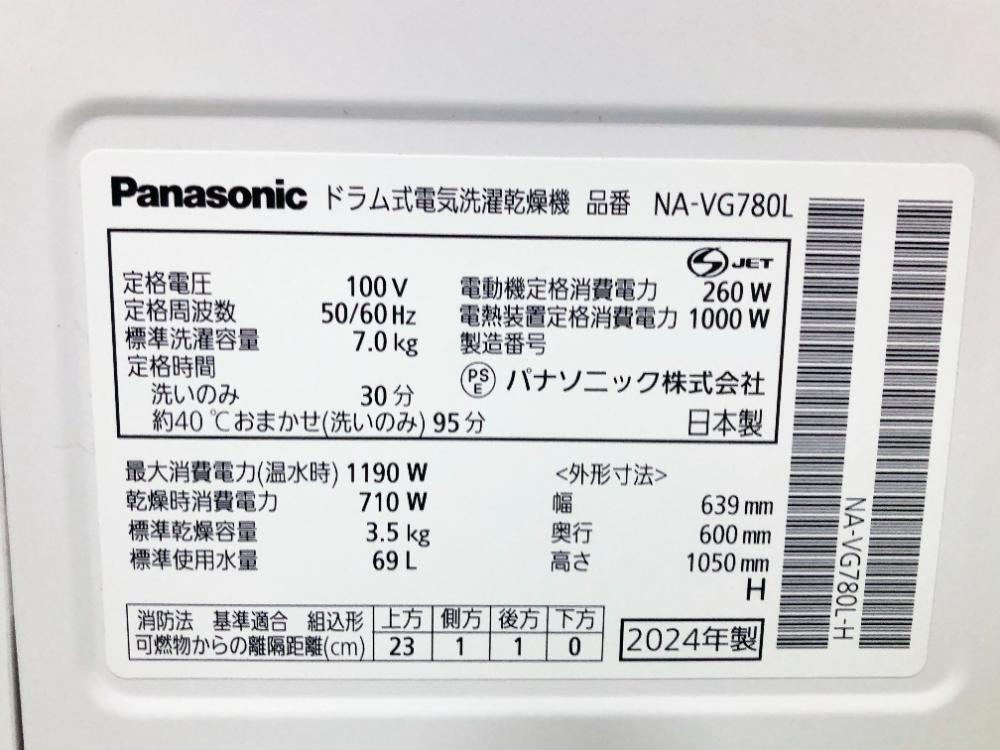 Panasonic ドラム式電気洗濯乾燥機 品番 NA-VG780L
S JET
定格電圧 100 V
定格周波数 50/60 Hz
標準洗濯容量 7.0 kg
定格時間
洗いのみ 30 分
約40℃おまかせ(洗いのみ) 95 分
電動機定格消費電力 260 W
電熱装置定格消費電力 1000 W
製造番号
PS E パナソニック株式会社
日本製
最大消費電力(温水時) 1190 W
乾燥時消費電力 710 W
標準乾燥容量 3.5 kg
標準使用水量 69 L
<外形寸法>
幅 639 mm
奥行 600 mm
高さ 1050 mm
H
消防法 基準適合 組込形 上方 側方 後方 下方
可燃物からの離隔距離(cm) 23 1 1 0
2024年製
NA-VG780L-H